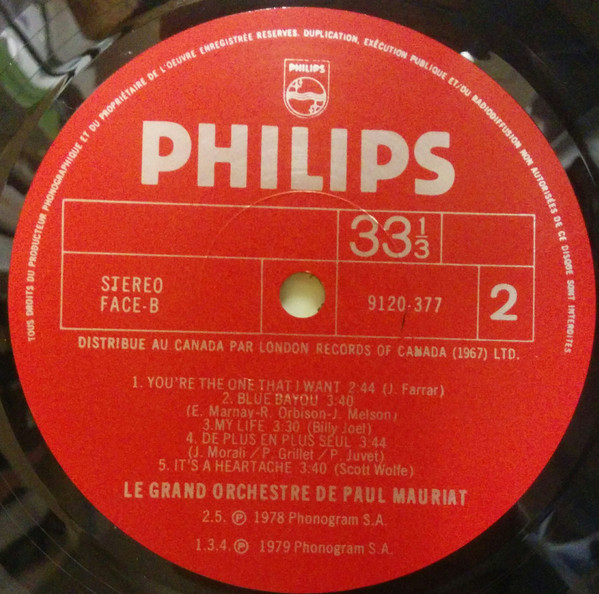 TOUS DROITS DU PRODUCTEUR PHONOGRAPHIQUE ET DU PROPRIÉTAIRE DE L'OEUVRE ENREGISTRÉE RESERVES. DUPLICATION, EXÉCUTION PUBLIQUE ET/OU RADIODIFFUSION NON AUTORISÉES DE CE DISQUE SONT INTERDITES
PHILIPS
PHILIPS
33 1/3
STEREO
FACE-B
9120-377
2
DISTRIBUE AU CANADA PAR LONDON RECORDS OF CANADA (1967) LTD.
1. YOU'RE THE ONE THAT I WANT 2:44 (J. Farrar)
2. BLUE BAYOU 3:40
(E. Marnay-R. Orbison-J. Melson)
3.MY LIFE 3:30 (Billy Joel)
4. DE PLUS EN PLUS SEUL 3:44
(J. Morali / P. Grillet / P. Juvet)
5. IT'S A HEARTACHE 3:40 (Scott Wolfe)
LE GRAND ORCHESTRE DE PAUL MAURIAT
2.5. ℗ 1978 Phonogram S.A.
1.3.4. ℗ 1979 Phonogram S.A.